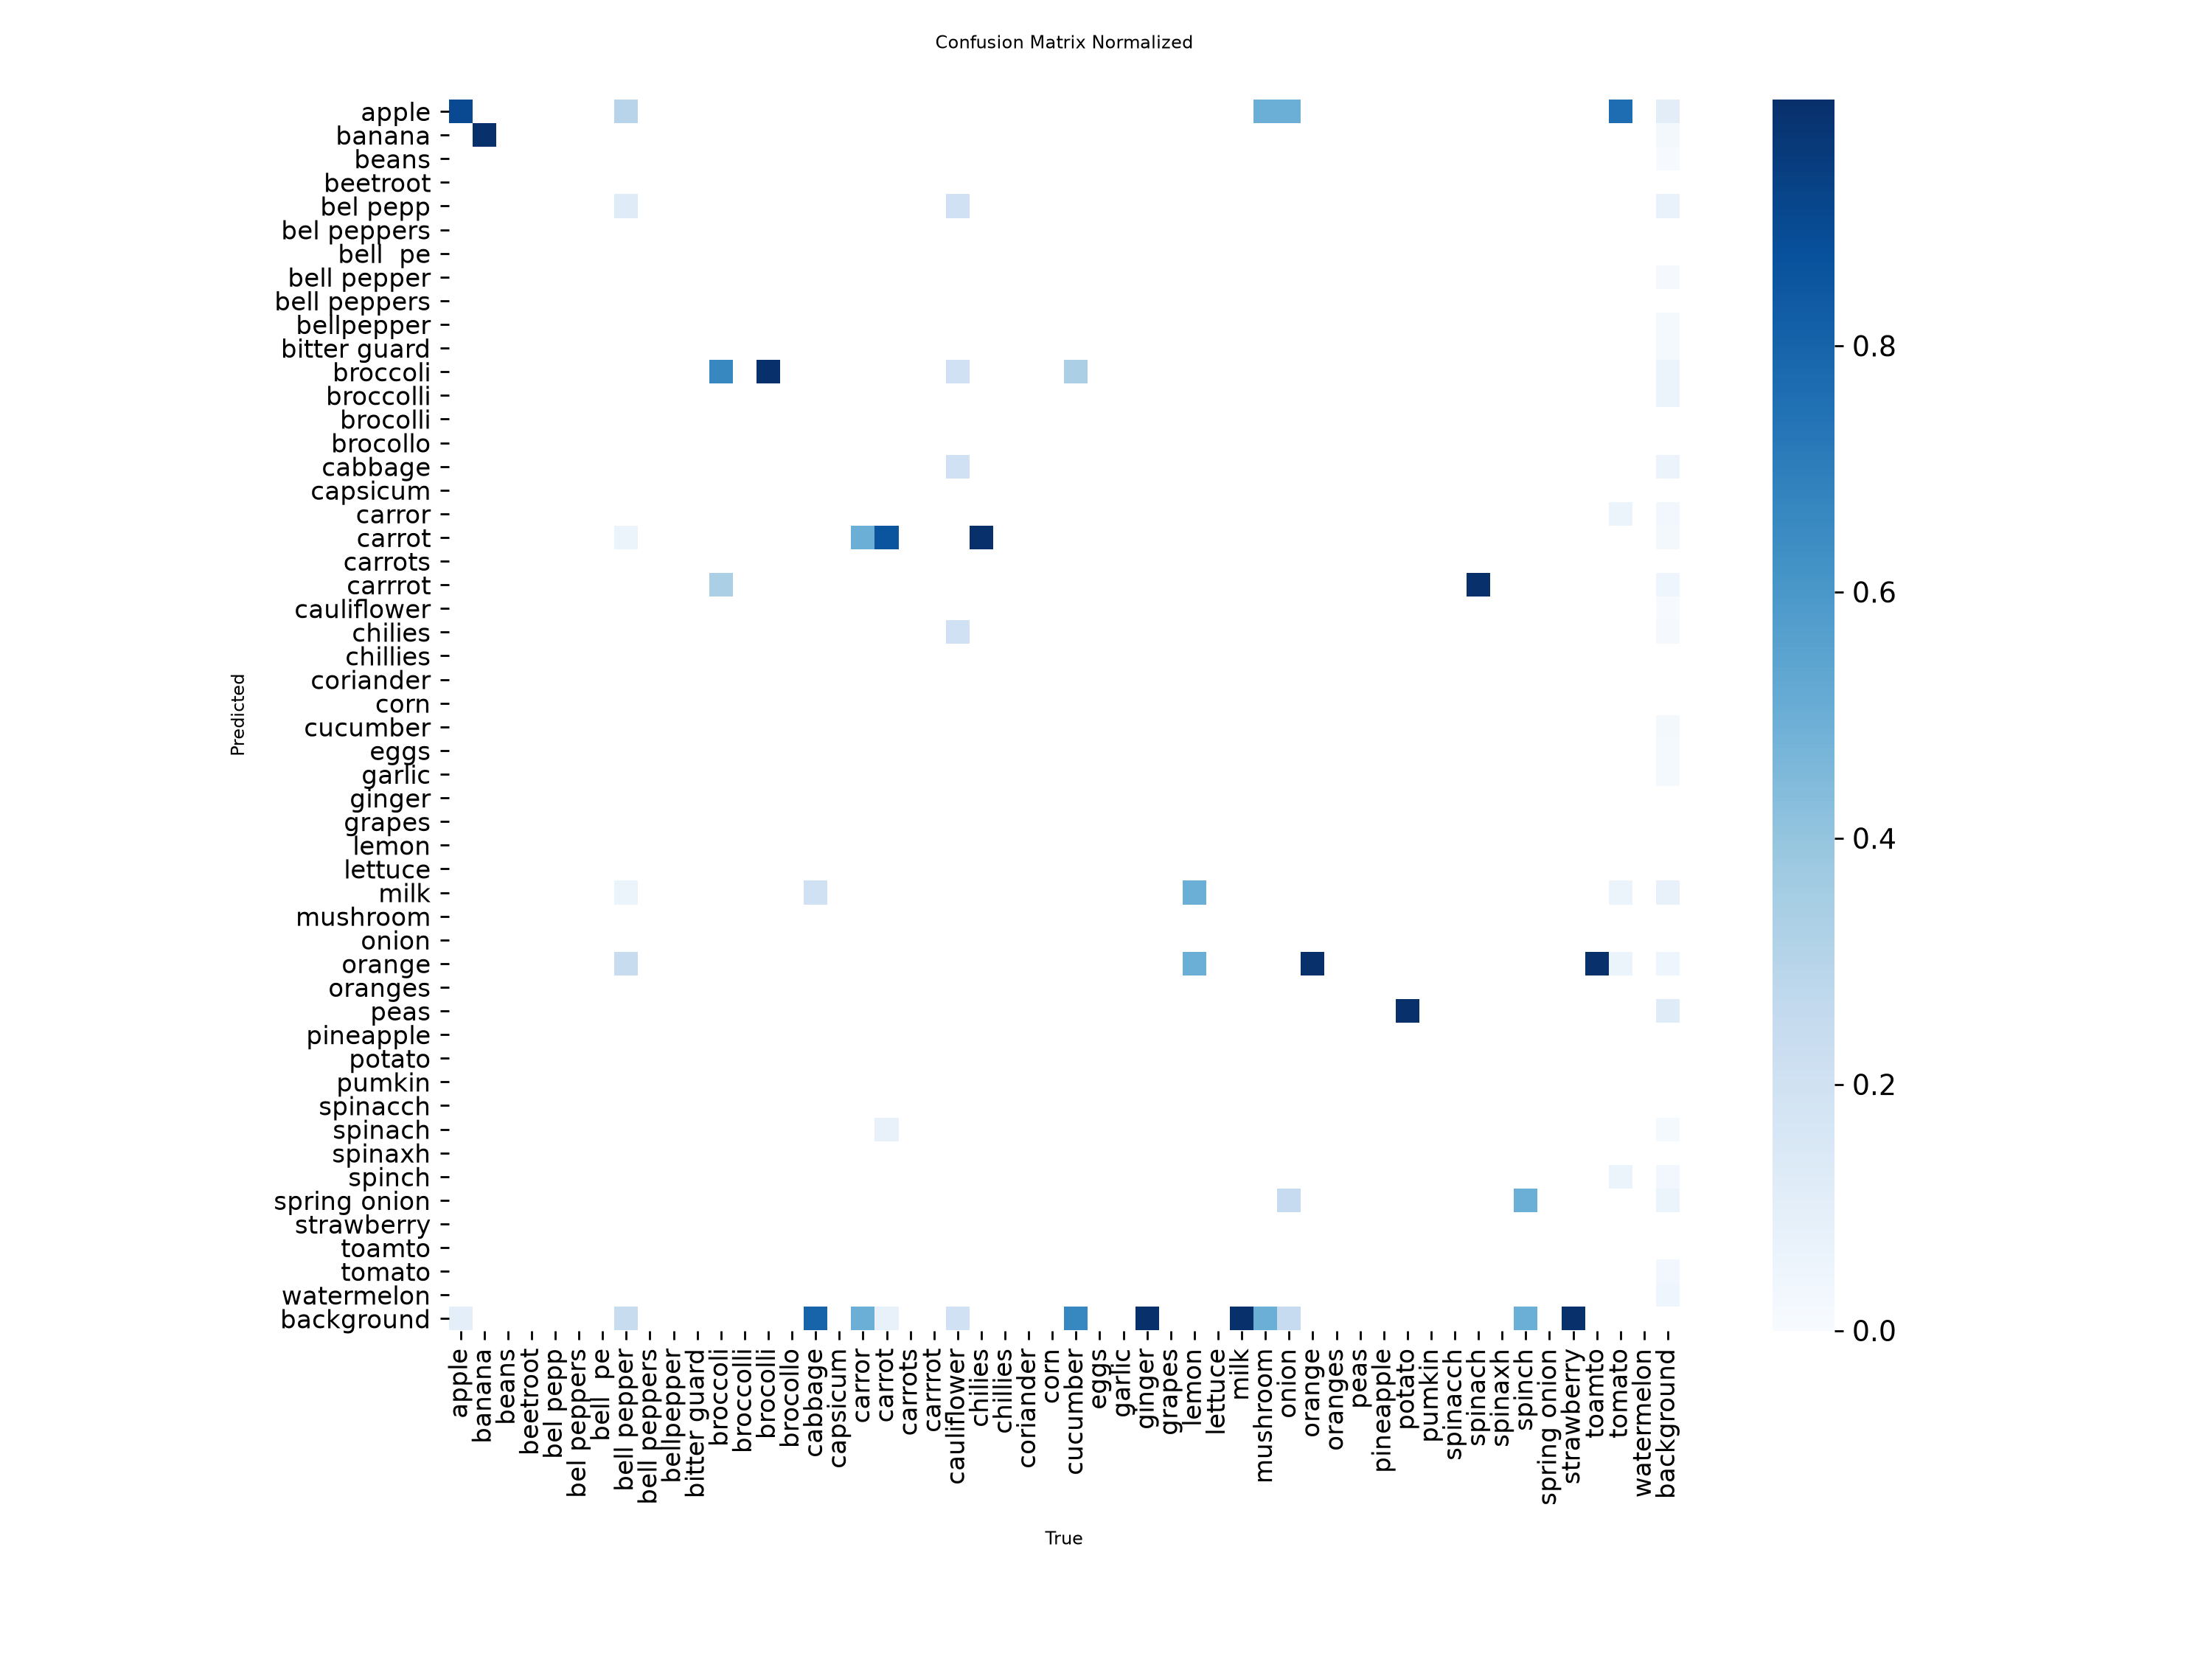 Confusion Matrix Normalized
apple
banana
beans
beetroot
bel pepp
bel peppers
bell  pe
bell pepper
bell peppers
bellpepper
bitter guard
broccoli
broccolli
brocolli
brocollo
cabbage
capsicum
carror
carrot
carrots
carrrot
cauliflower
chilies
chillies
coriander
corn
cucumber
eggs
garlic
ginger
grapes
lemon
lettuce
milk
mushroom
onion
orange
oranges
peas
pineapple
potato
pumkin
spinacch
spinach
spinaxh
spinch
spring onion
strawberry
toamto
tomato
watermelon
background
Predicted
apple
banana
beans
beetroot
bel pepp
bel peppers
bell  pe
bell pepper
bell peppers
bellpepper
bitter guard
broccoli
broccolli
brocolli
brocollo
cabbage
capsicum
carror
carrot
carrots
carrrot
cauliflower
chilies
chillies
coriander
corn
cucumber
eggs
garlic
ginger
grapes
lemon
lettuce
milk
mushroom
onion
orange
oranges
peas
pineapple
potato
pumkin
spinacch
spinach
spinaxh
spinch
spring onion
strawberry
toamto
tomato
watermelon
background
True
0.8
0.6
0.4
0.2
0.0